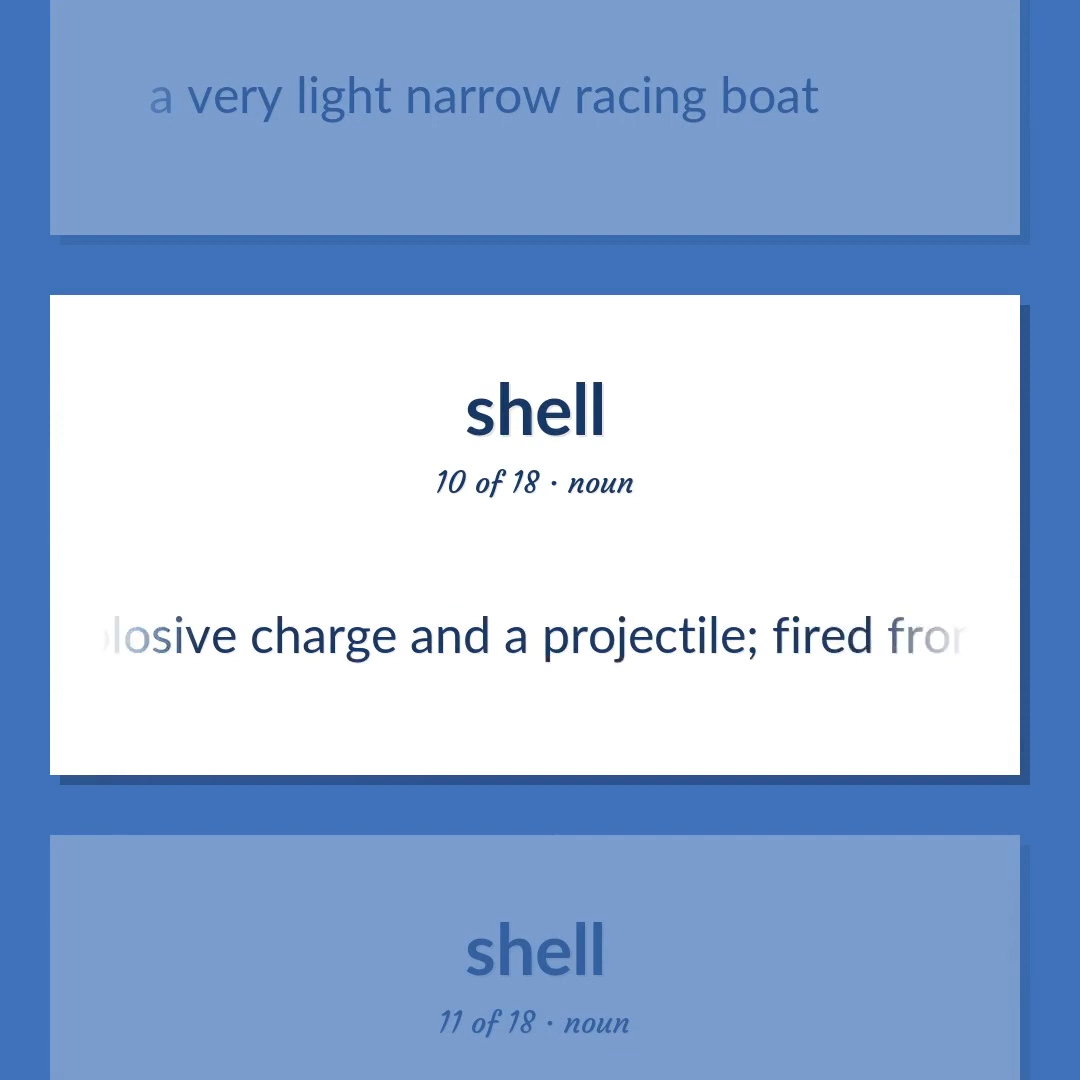 a very light narrow racing boat
shell
10 of 18 · noun
losive charge and a projectile; fired from
shell
11 of 18 · noun